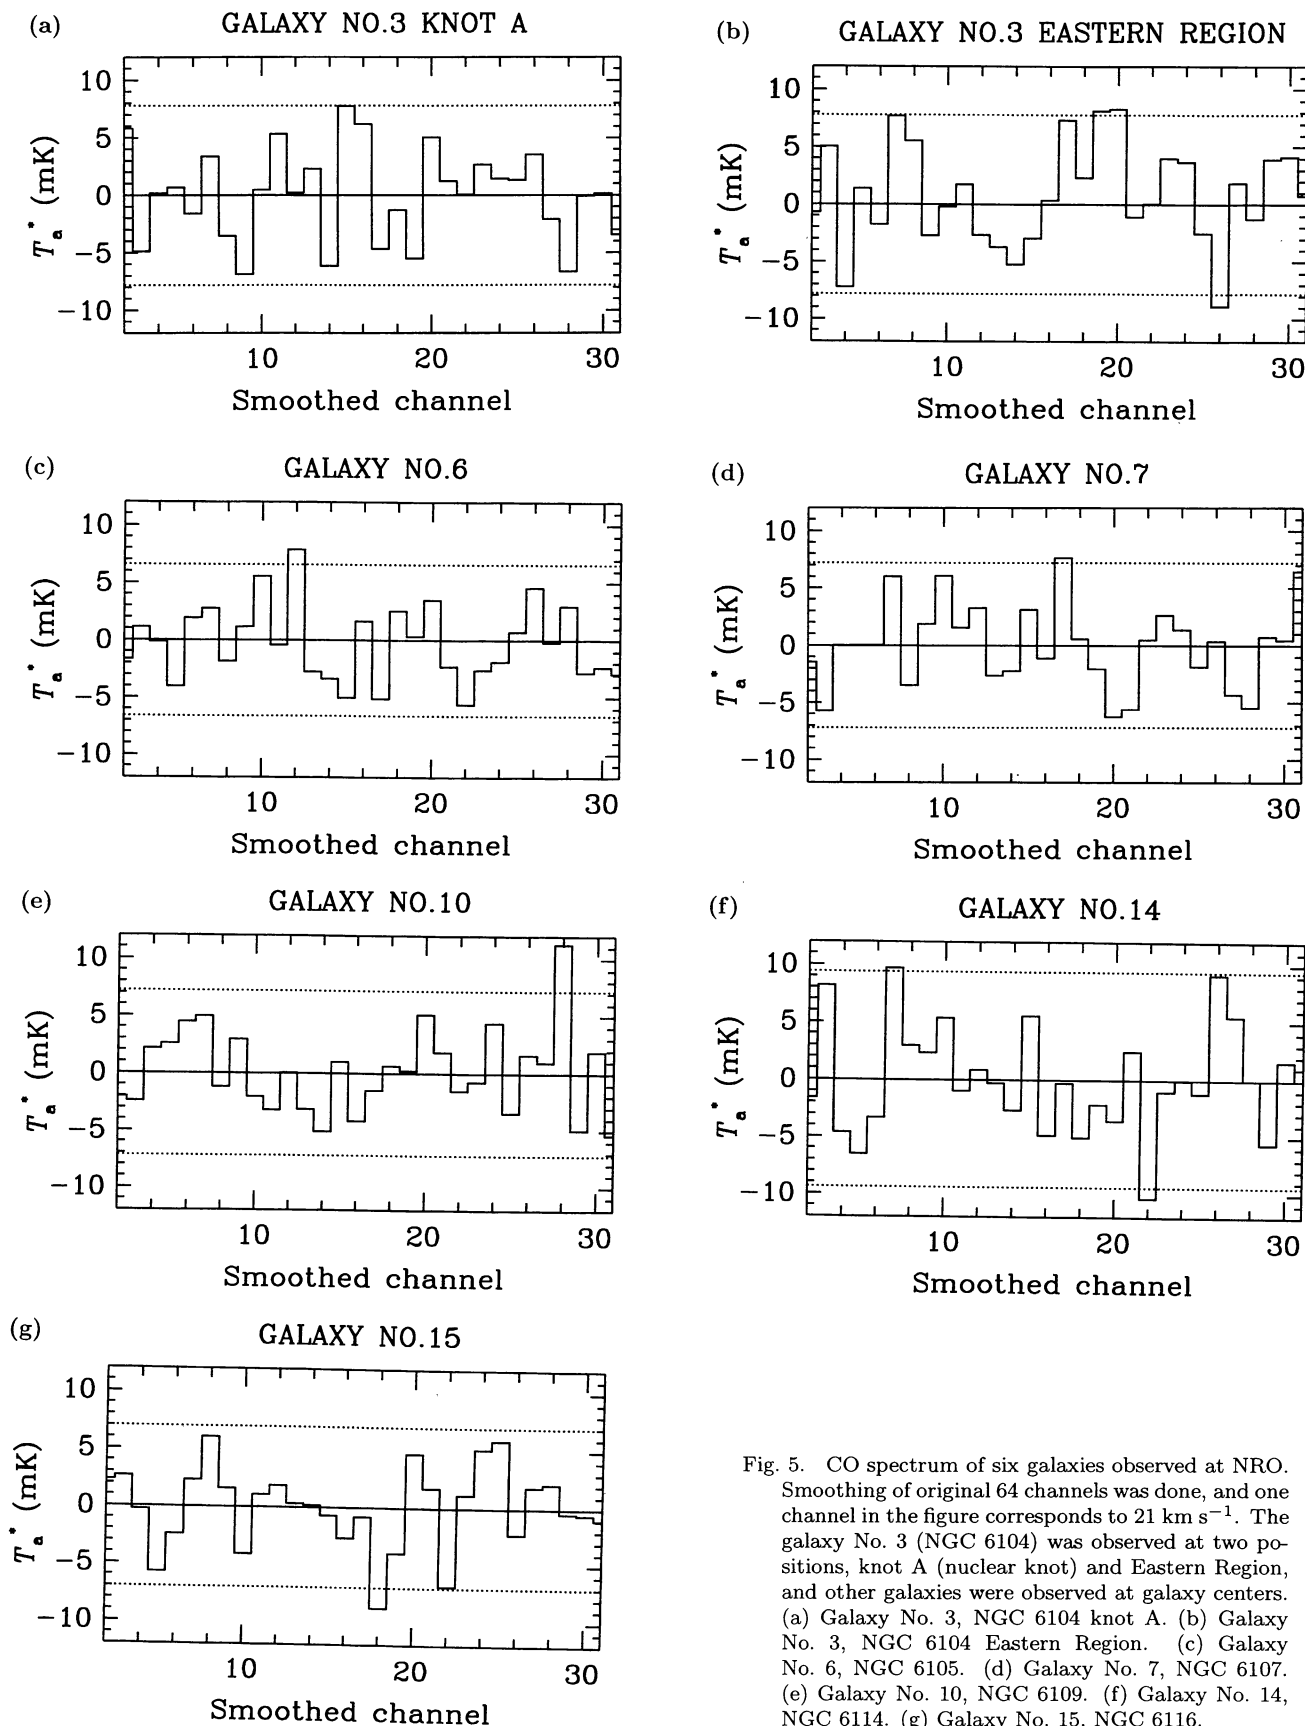 (a) GALAXY NO.3 KNOT A
10
5
0
−5
−10
T_a^* (mK)
10 20 30
Smoothed channel
(b) GALAXY NO.3 EASTERN REGION
10
5
0
−5
−10
T_a^* (mK)
10 20 30
Smoothed channel
(c) GALAXY NO.6
10
5
0
−5
−10
T_a^* (mK)
10 20 30
Smoothed channel
(d) GALAXY NO.7
10
5
0
−5
−10
T_a^* (mK)
10 20 30
Smoothed channel
(e) GALAXY NO.10
10
5
0
−5
−10
T_a^* (mK)
10 20 30
Smoothed channel
(f) GALAXY NO.14
10
5
0
−5
−10
T_a^* (mK)
10 20 30
Smoothed channel
(g) GALAXY NO.15
10
5
0
−5
−10
T_a^* (mK)
10 20 30
Smoothed channel
Fig. 5. CO spectrum of six galaxies observed at NRO.
Smoothing of original 64 channels was done, and one
channel in the figure corresponds to 21 km s⁻¹. The
galaxy No. 3 (NGC 6104) was observed at two po-
sitions, knot A (nuclear knot) and Eastern Region,
and other galaxies were observed at galaxy centers.
(a) Galaxy No. 3, NGC 6104 knot A. (b) Galaxy
No. 3, NGC 6104 Eastern Region. (c) Galaxy
No. 6, NGC 6105. (d) Galaxy No. 7, NGC 6107.
(e) Galaxy No. 10, NGC 6109. (f) Galaxy No. 14,
NGC 6114. (g) Galaxy No. 15, NGC 6116.